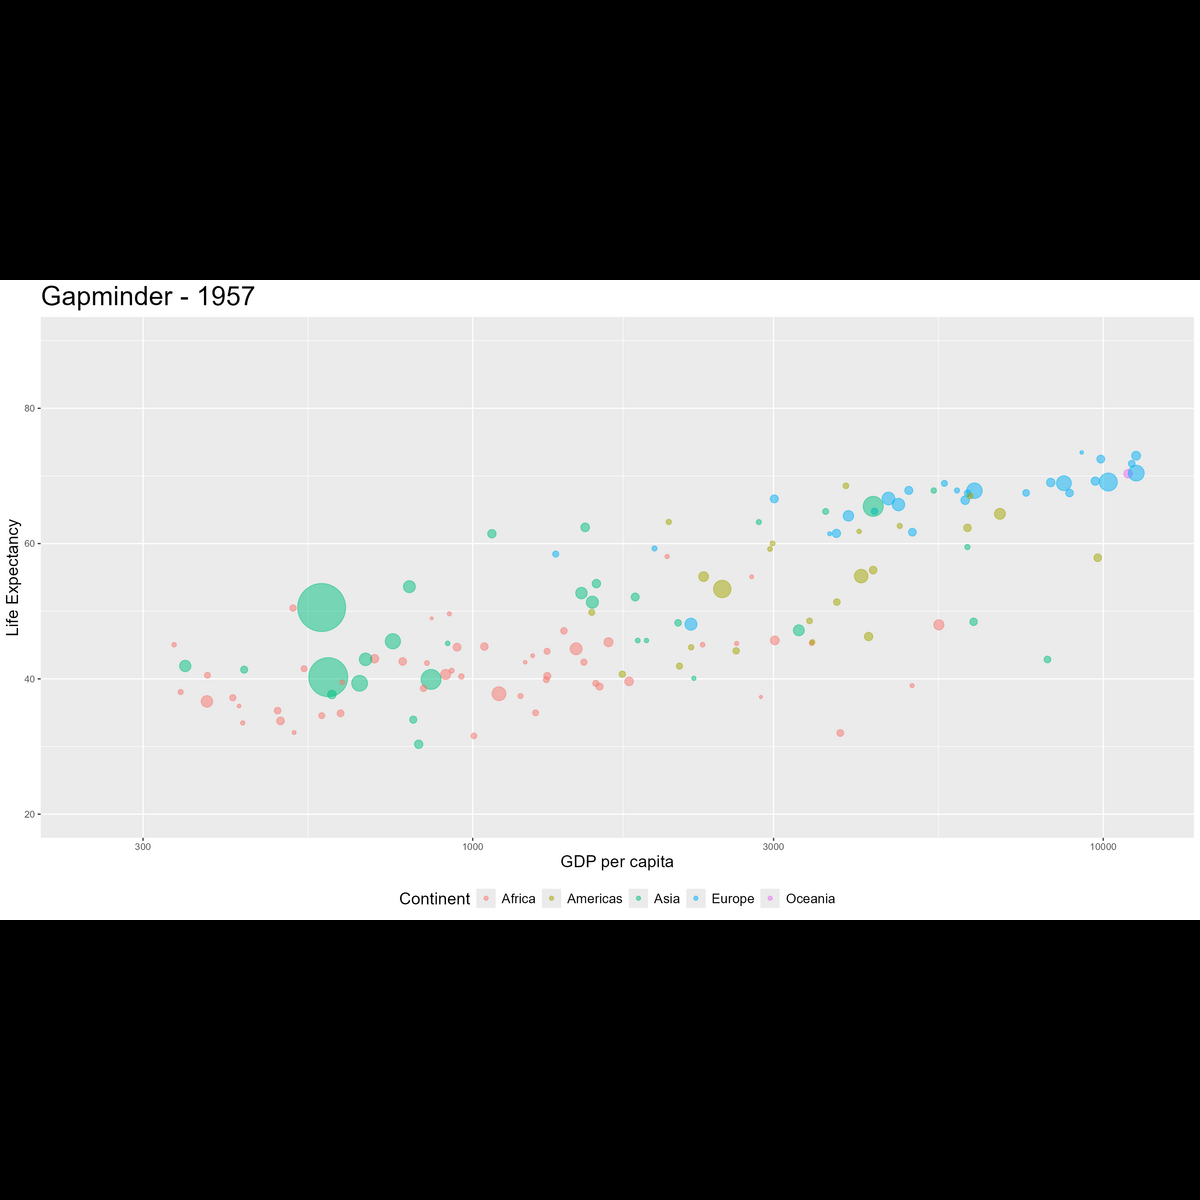 Gapminder - 1957
Life Expectancy
80
60
40
20
300 1000 3000 10000
GDP per capita
Continent Africa Americas Asia Europe Oceania